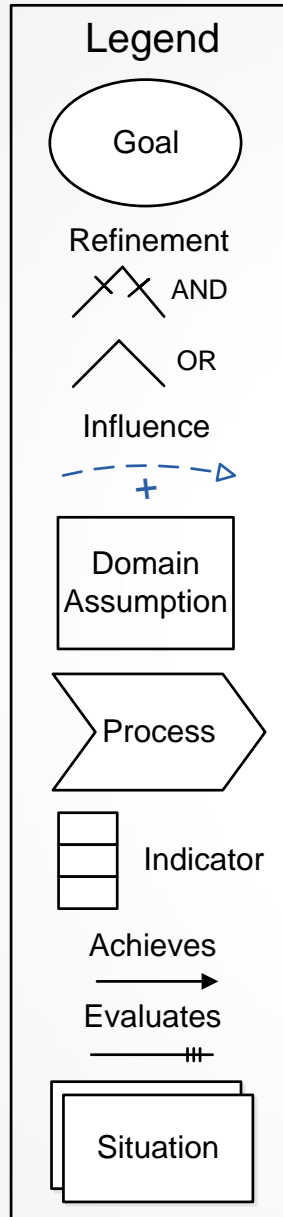 Legend
Goal
Refinement
AND
OR
Influence
+
Domain
Assumption
Process
Indicator
Achieves
Evaluates
Situation